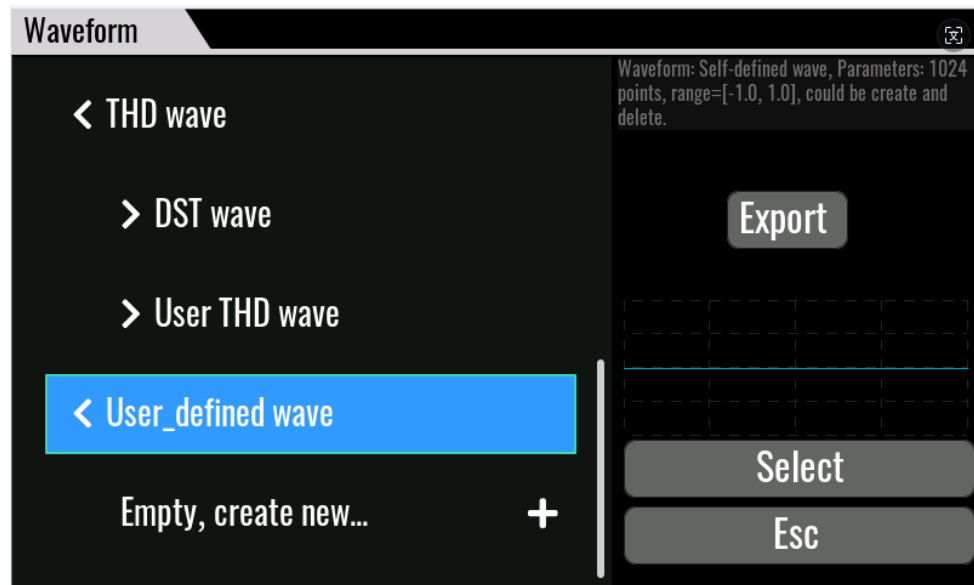 Waveform
THD wave
DST wave
User THD wave
User_defined wave
Empty, create new...
Waveform: Self-defined wave, Parameters: 1024
points, range=[-1.0, 1.0], could be create and
delete.
Export
Select
Esc